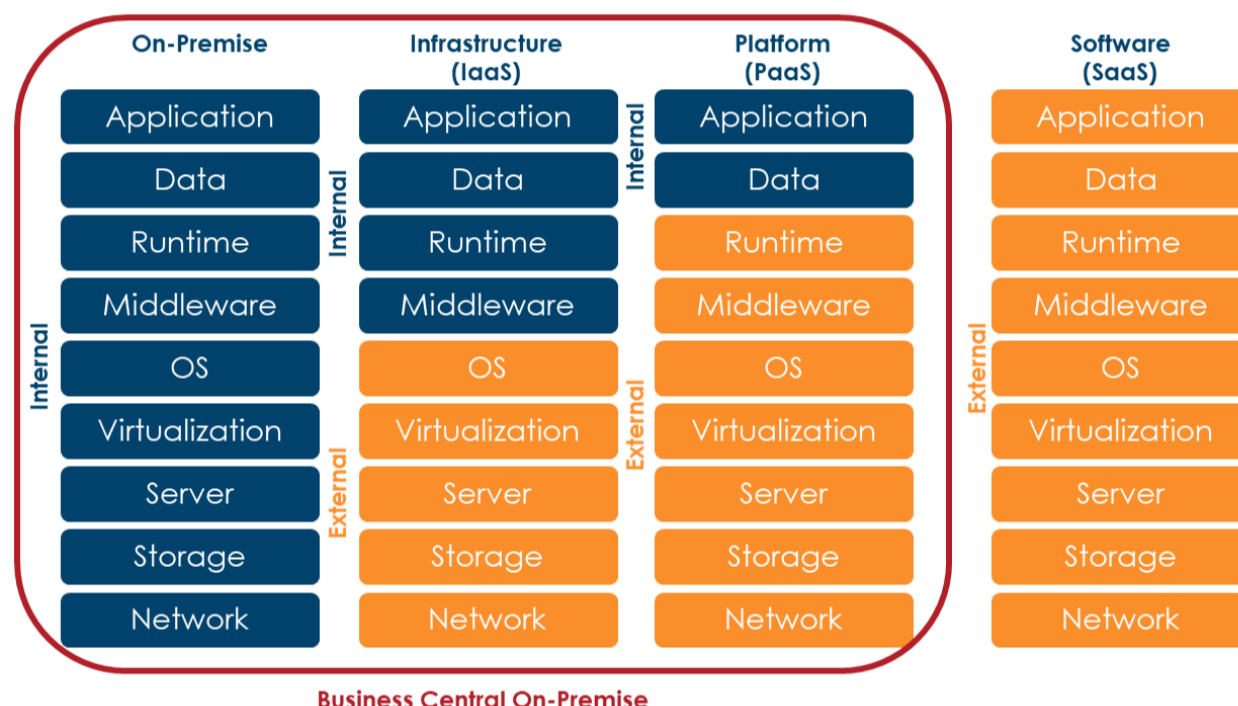 On-Premise
Infrastructure
(IaaS)
Platform
(PaaS)
Software
(SaaS)
Internal
Application
Data
Runtime
Middleware
OS
Virtualization
Server
Storage
Network
Internal
External
Application
Data
Runtime
Middleware
OS
Virtualization
Server
Storage
Network
Internal
External
Application
Data
Runtime
Middleware
OS
Virtualization
Server
Storage
Network
External
Application
Data
Runtime
Middleware
OS
Virtualization
Server
Storage
Network
Business Central On-Premise